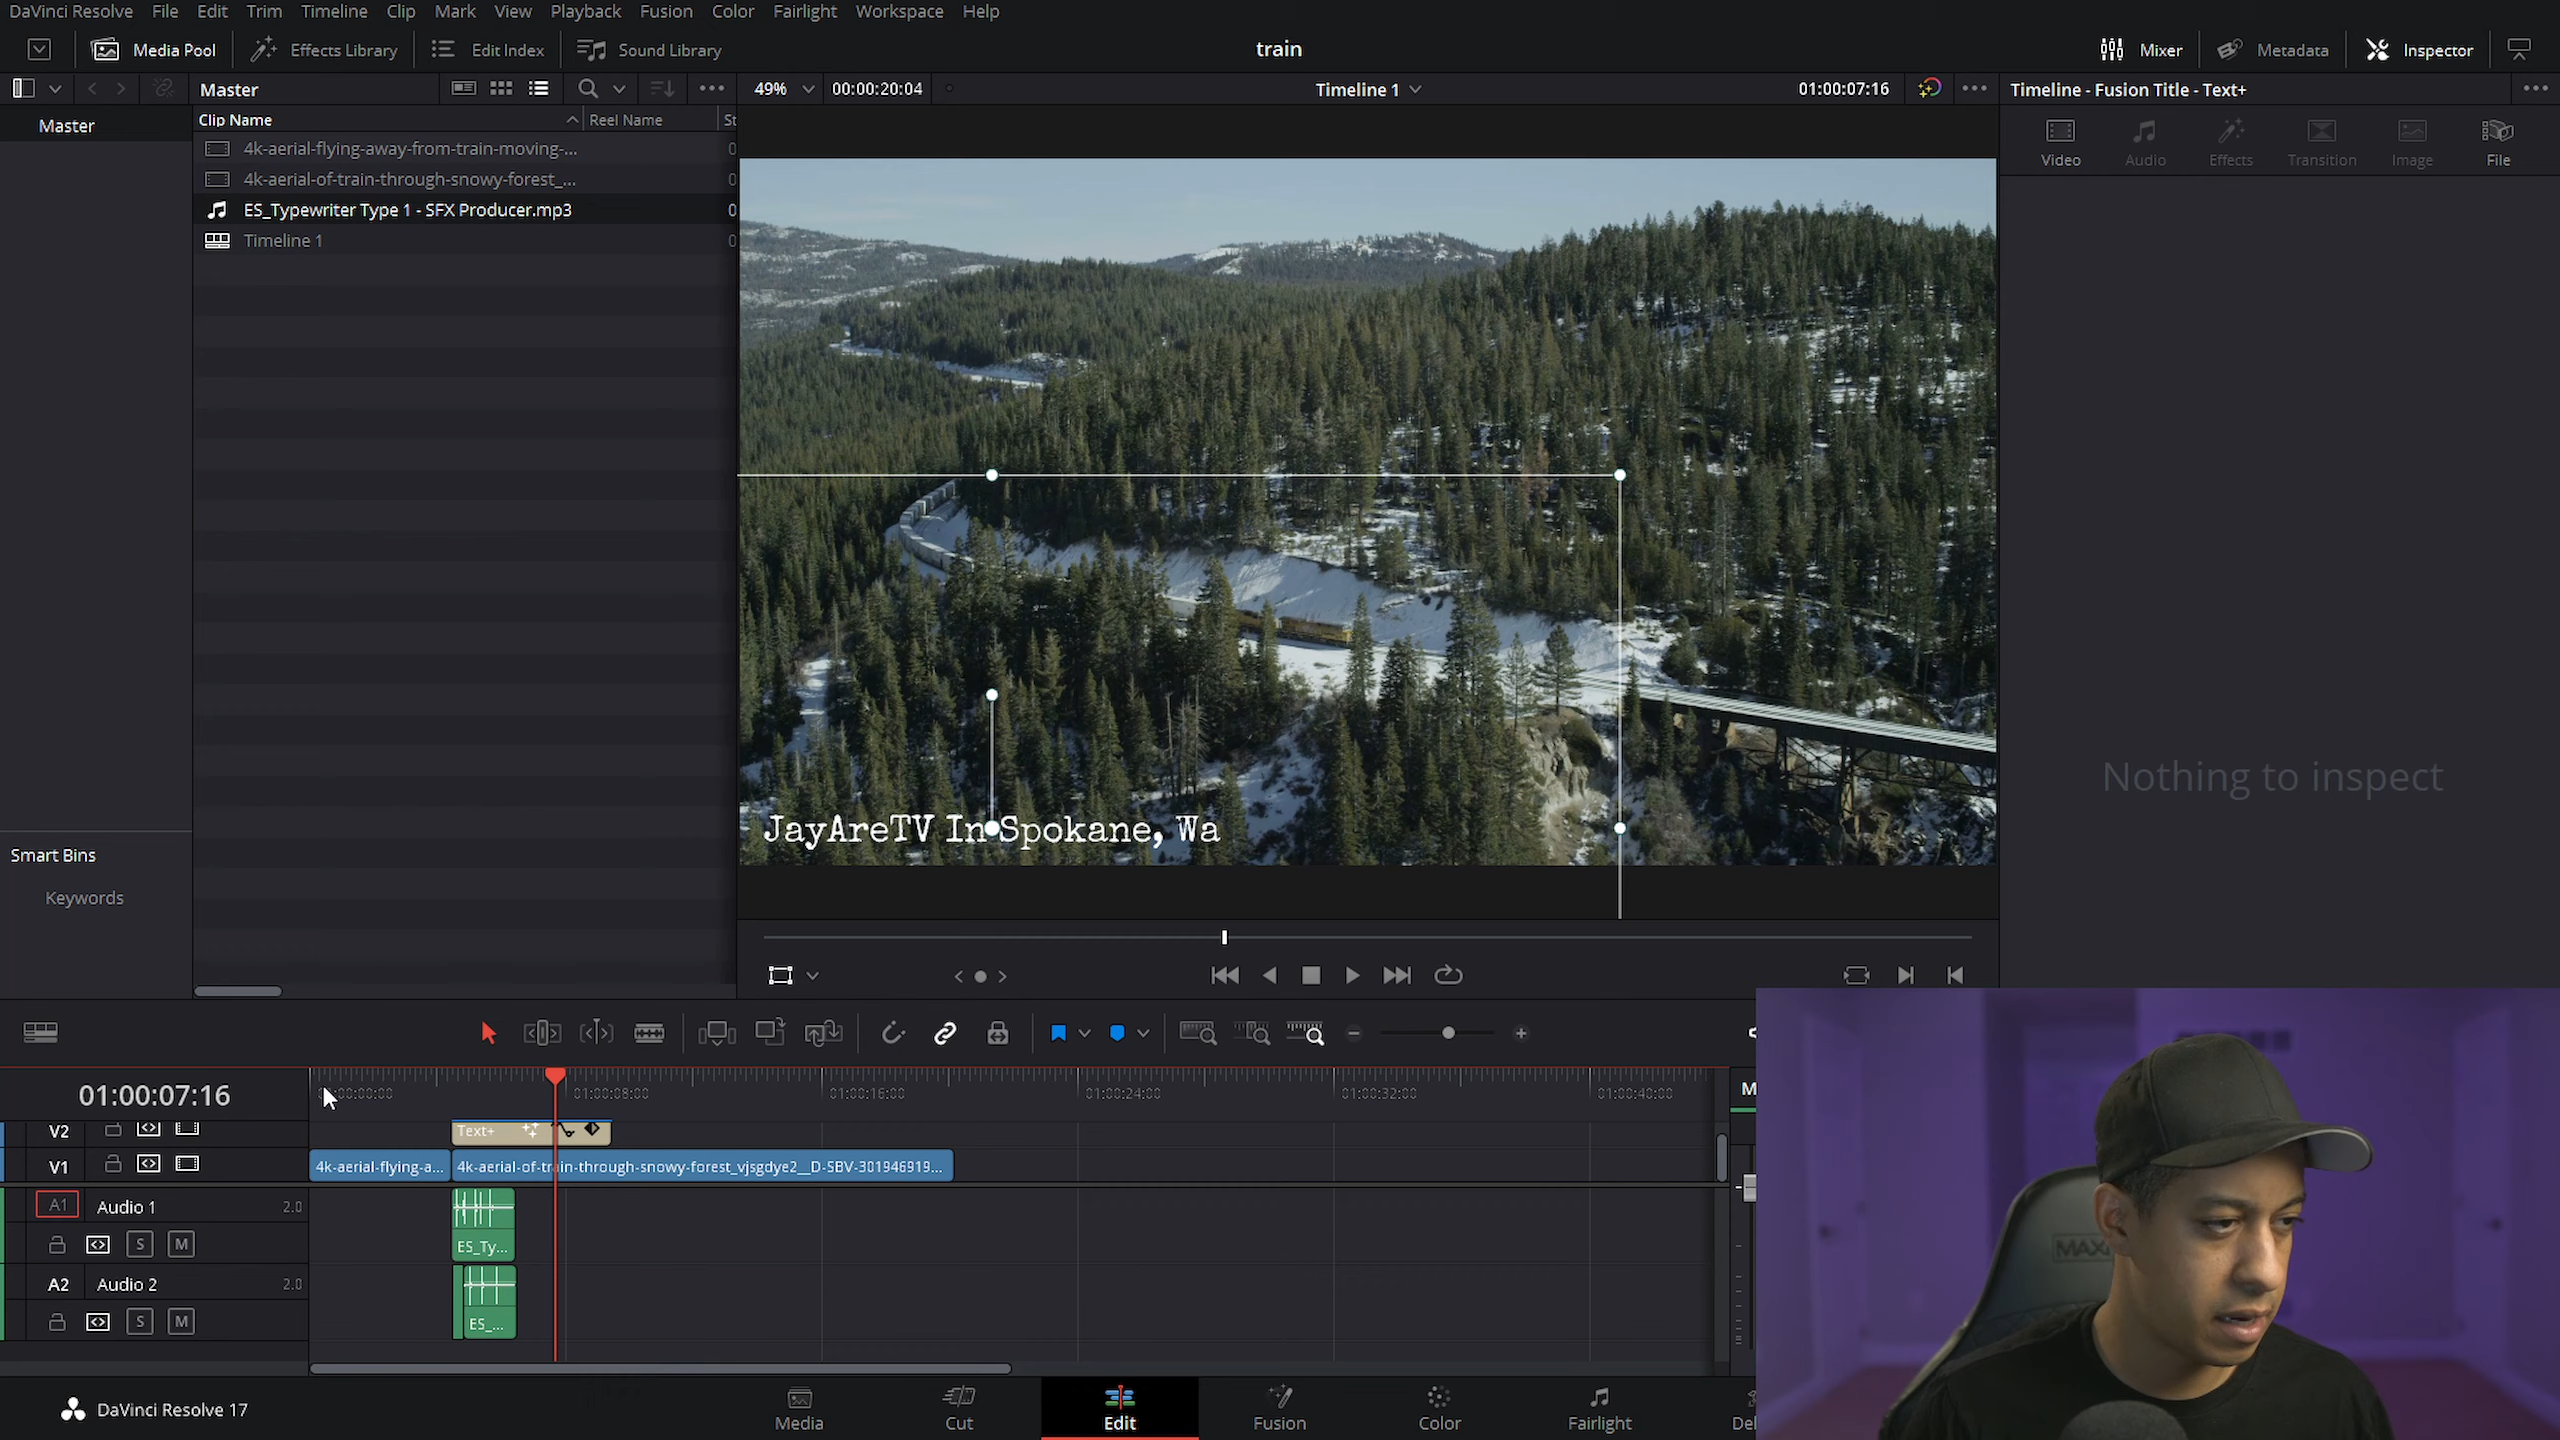 DaVinci Resolve File Edit Trim Timeline Clip Mark View Playback Fusion Color Fairlight Workspace Help
Media Pool Effects Library Edit Index Sound Library train Mixer Metadata Inspector
Master 49% 00:00:20:04 Timeline 1 01:00:07:16 Timeline - Fusion Title - Text+
Master
Clip Name Reel Name St
4k-aerial-flying-away-from-train-moving-...
4k-aerial-of-train-through-snowy-forest_...
ES_Typewriter Type 1 - SFX Producer.mp3
Timeline 1
Video Audio Effects Transition Image File
Nothing to inspect
JayAreTV In Spokane, Wa
Smart Bins
Keywords
01:00:07:16
01:00:08:00 01:00:16:00 01:00:24:00 01:00:32:00 01:00:40:00
V2 Text+
V1 4k-aerial-flying-a... 4k-aerial-of-train-through-snowy-forest_vjsgdye2__D-SBV-301946919...
A1 Audio 1 2.0
S M ES_Ty...
A2 Audio 2 2.0
S M ES_...
M
DaVinci Resolve 17 Media Cut Edit Fusion Color Fairlight